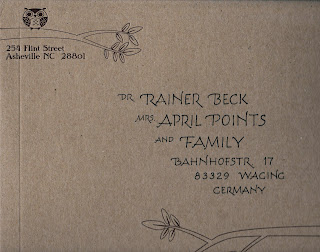 254 Flint Street
Asheville NC 28801
DR. RAINER BECK
MRS. APRIL POINTS
AND FAMILY
BAHNHOFSTR. 17
83329 WAGING
GERMANY